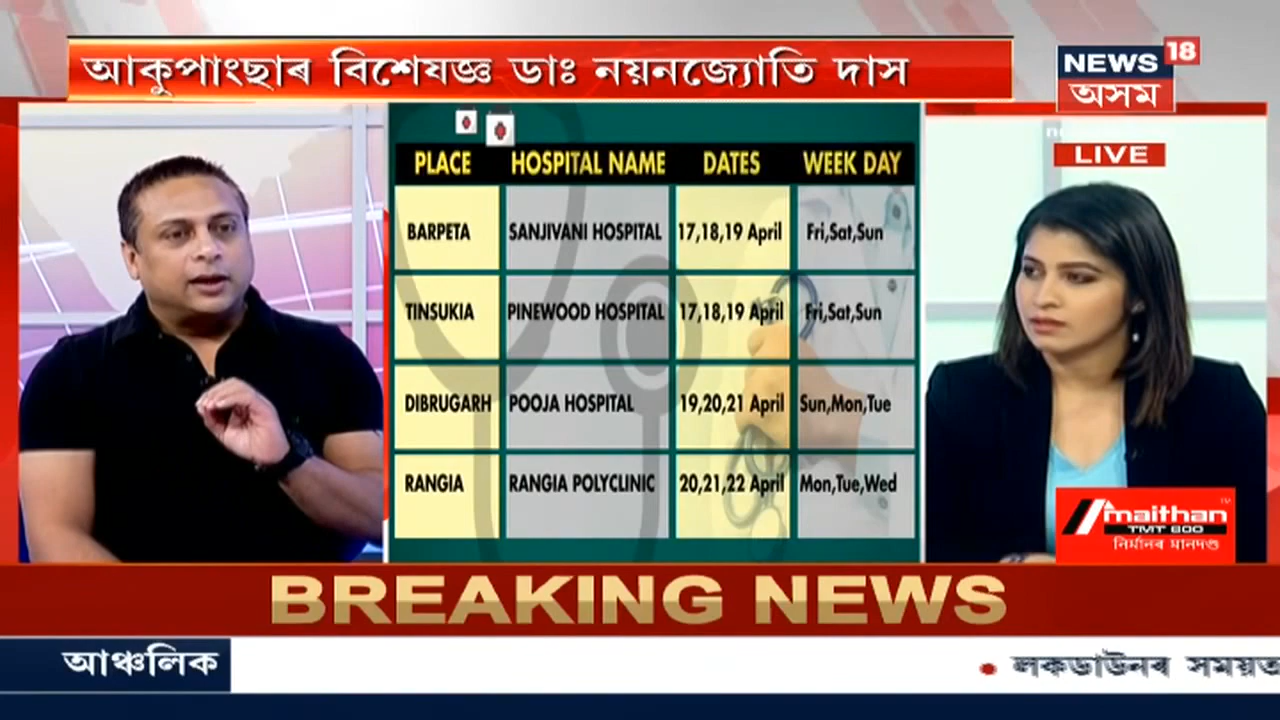 আকুপাংছাৰ বিশেষজ্ঞ ডাঃ নয়নজ্যোতি দাস
NEWS 18
অসম
LIVE
PLACE HOSPITAL NAME DATES WEEK DAY
BARPETA SANJIVANI HOSPITAL 17,18,19 April Fri,Sat,Sun
TINSUKIA PINEWOOD HOSPITAL 17,18,19 April Fri,Sat,Sun
DIBRUGARH POOJA HOSPITAL 19,20,21 April Sun,Mon,Tue
RANGIA RANGIA POLYCLINIC 20,21,22 April Mon,Tue,Wed
maithan
TMT 600
নিৰ্মানৰ মানদণ্ড
BREAKING NEWS
আঞ্চলিক
লকডাউনৰ সময়ত